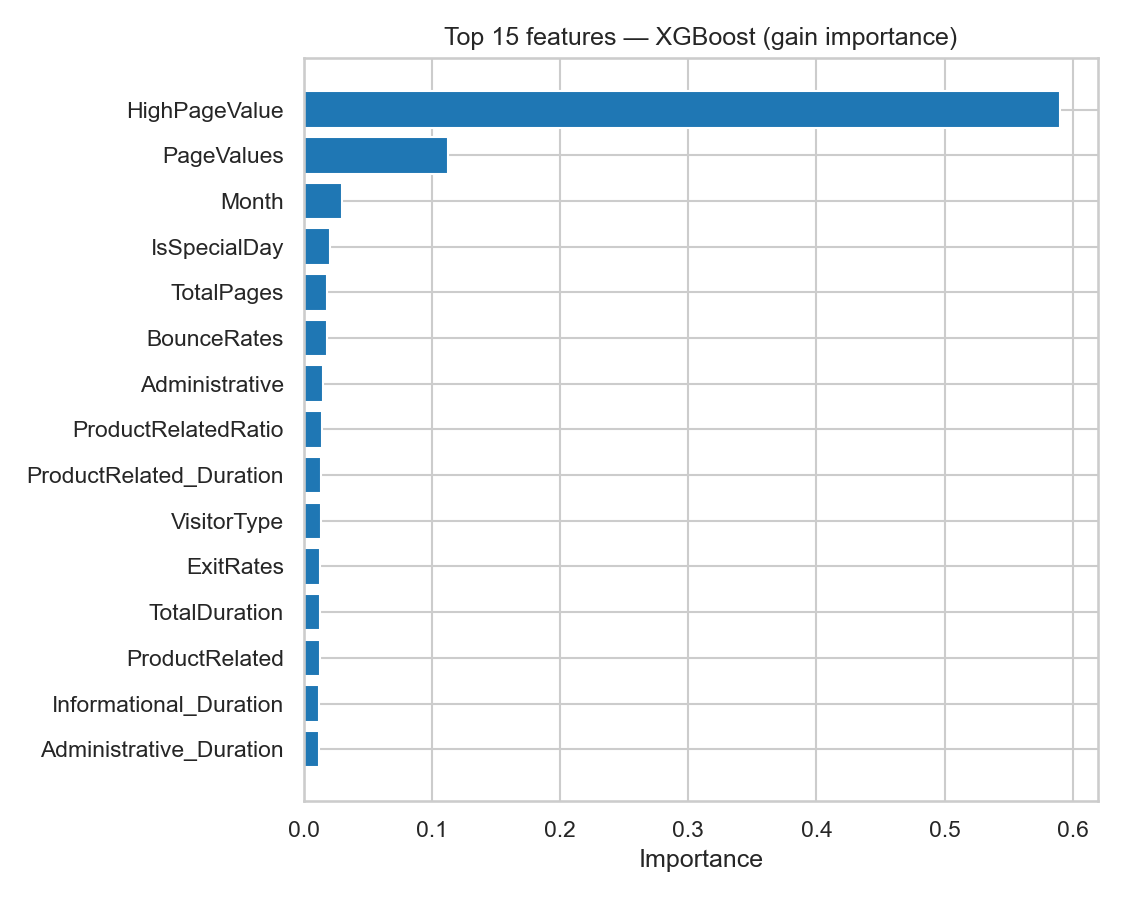 Top 15 features — XGBoost (gain importance)
HighPageValue
PageValues
Month
IsSpecialDay
TotalPages
BounceRates
Administrative
ProductRelatedRatio
ProductRelated_Duration
VisitorType
ExitRates
TotalDuration
ProductRelated
Informational_Duration
Administrative_Duration
0.0 0.1 0.2 0.3 0.4 0.5 0.6
Importance